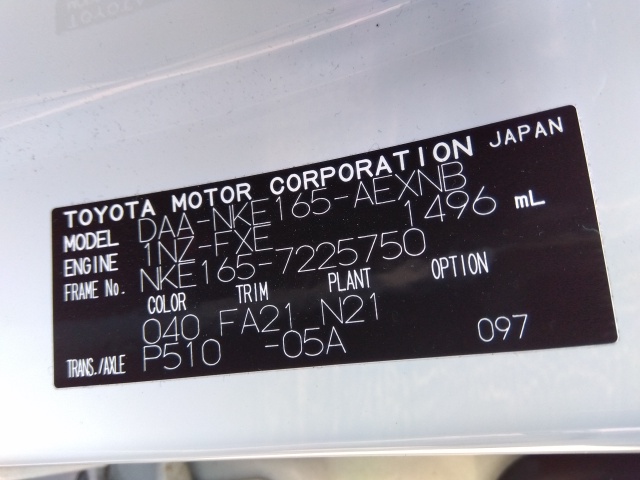 TOYOTA MOTOR CORPORATION JAPAN
MODEL DAA-NKE165-AEXNB
ENGINE 1NZ-FXE 1496 mL
FRAME No. NKE165-7225750
COLOR TRIM PLANT OPTION
040 FA21 N21
TRANS./AXLE P510 -05A 097